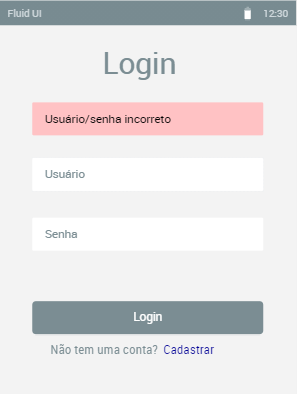 Fluid UI 12:30
Login
Usuário/senha incorreto
Usuário
Senha
Login
Não tem uma conta? Cadastrar